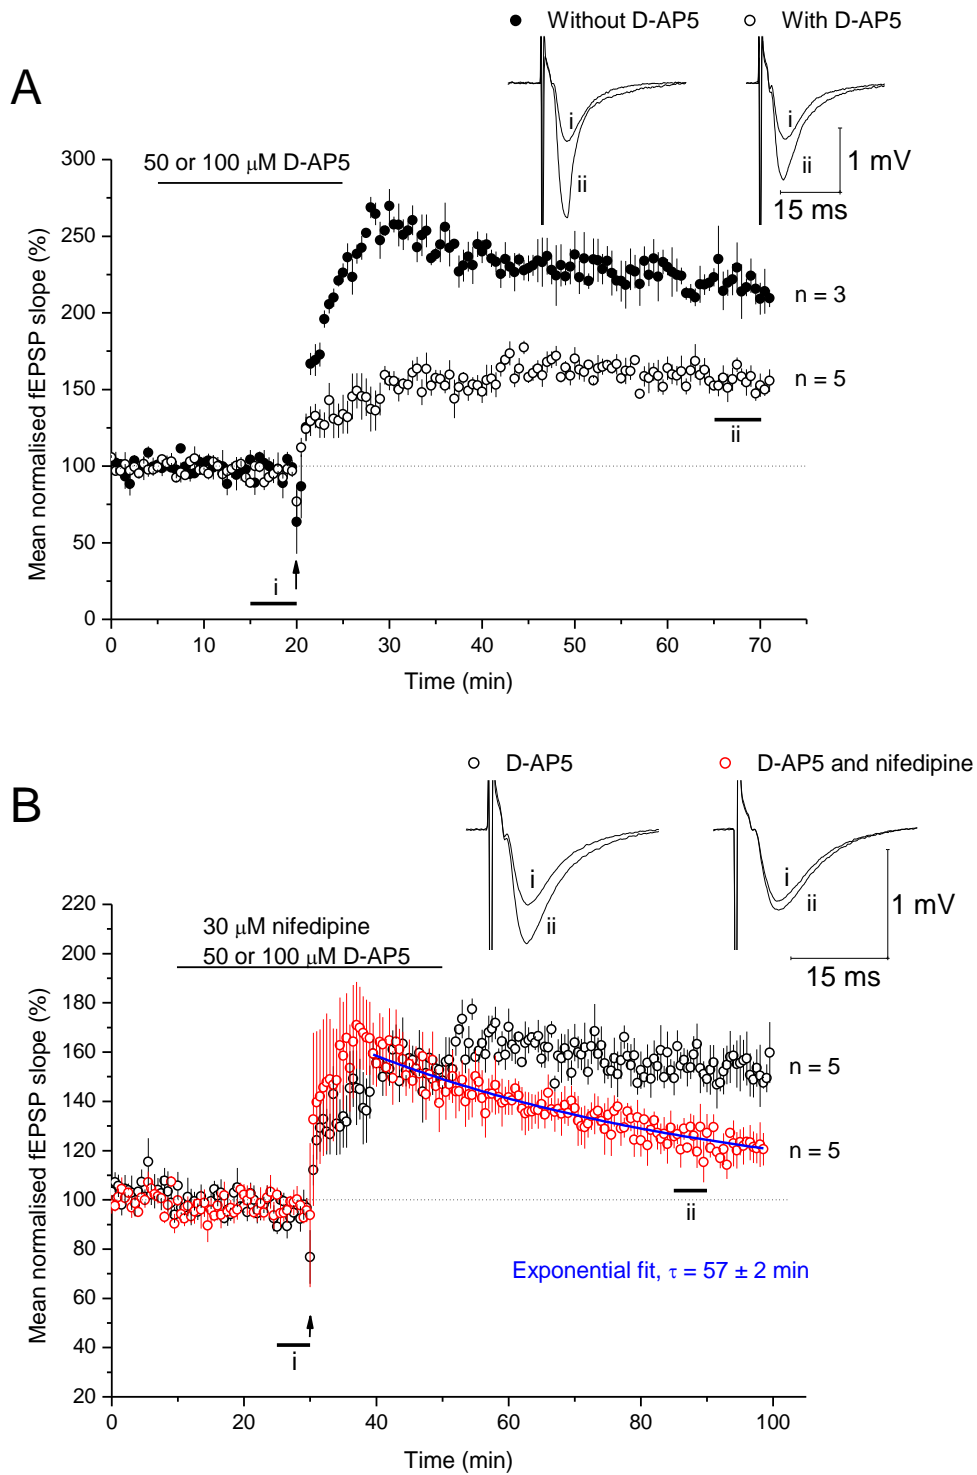 Without D-AP5
With D-AP5
A
i
ii
i
ii
1 mV
15 ms
50 or 100 μM D-AP5
300
250
200
150
100
50
0
Mean normalised fEPSP slope (%)
n = 3
n = 5
ii
i
0 10 20 30 40 50 60 70
Time (min)
D-AP5
D-AP5 and nifedipine
B
i
ii
i
ii
1 mV
15 ms
30 μM nifedipine
50 or 100 μM D-AP5
220
200
180
160
140
120
100
80
60
40
20
Mean normalised fEPSP slope (%)
n = 5
n = 5
ii
Exponential fit, τ = 57 ± 2 min
i
0 20 40 60 80 100
Time (min)